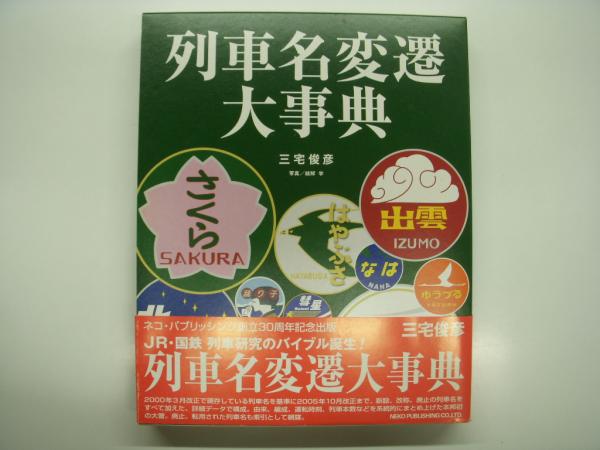 列車名変遷
大事典
三宅俊彦
さくら
SAKURA
はやぶさ
HAYABUSA
出雲
IZUMO
なは
NAHA
ゆうづる
彗星
ネコ・パブリッシング創立30周年記念出版
三宅俊彦
JR・国鉄 列車研究のバイブル誕生!
列車名変遷大事典
2000年3月改正で現存している列車名を基準に2005年10月改正まで、新設、改称、廃止の列車名を
すべて加えた、詳細データで構成。由来、編成、運転時刻、列車本数などを系統的にまとめ上げた本邦初
の大著。廃止、転用された列車名も索引として網羅。
NEKO PUBLISHING CO.,LTD.